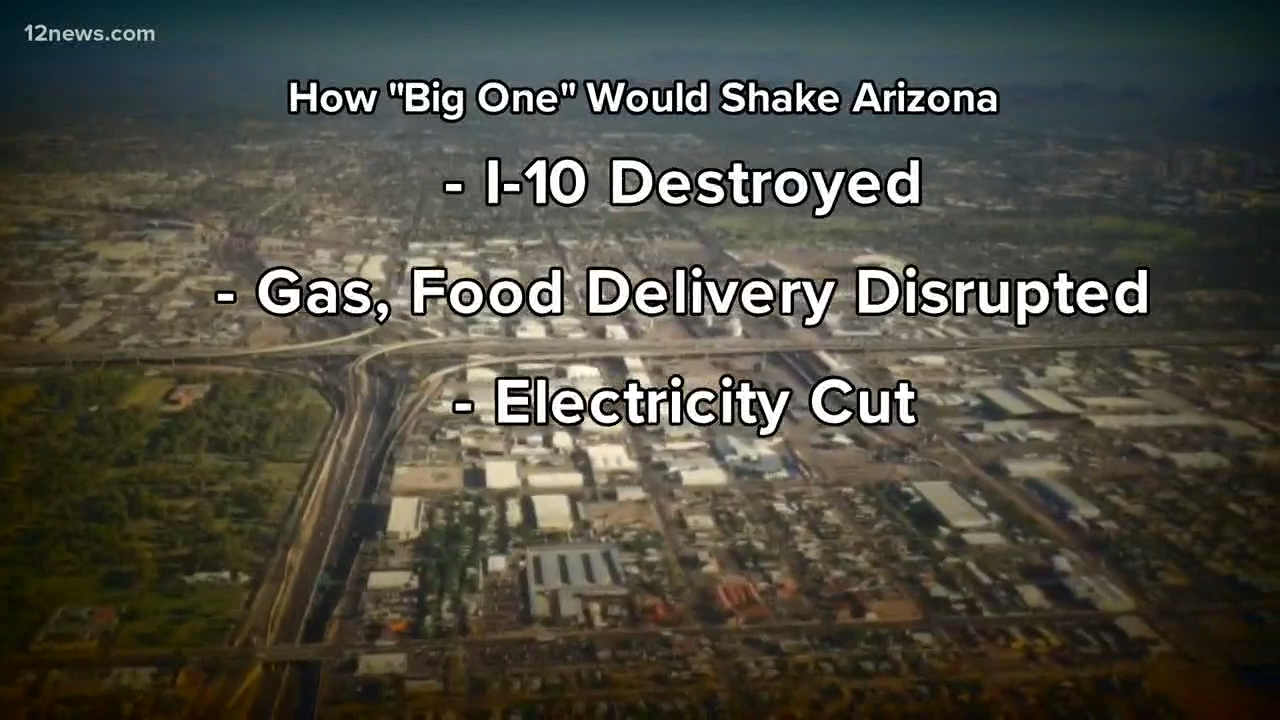 12news.com
How "Big One" Would Shake Arizona
- I-10 Destroyed
- Gas, Food Delivery Disrupted
- Electricity Cut